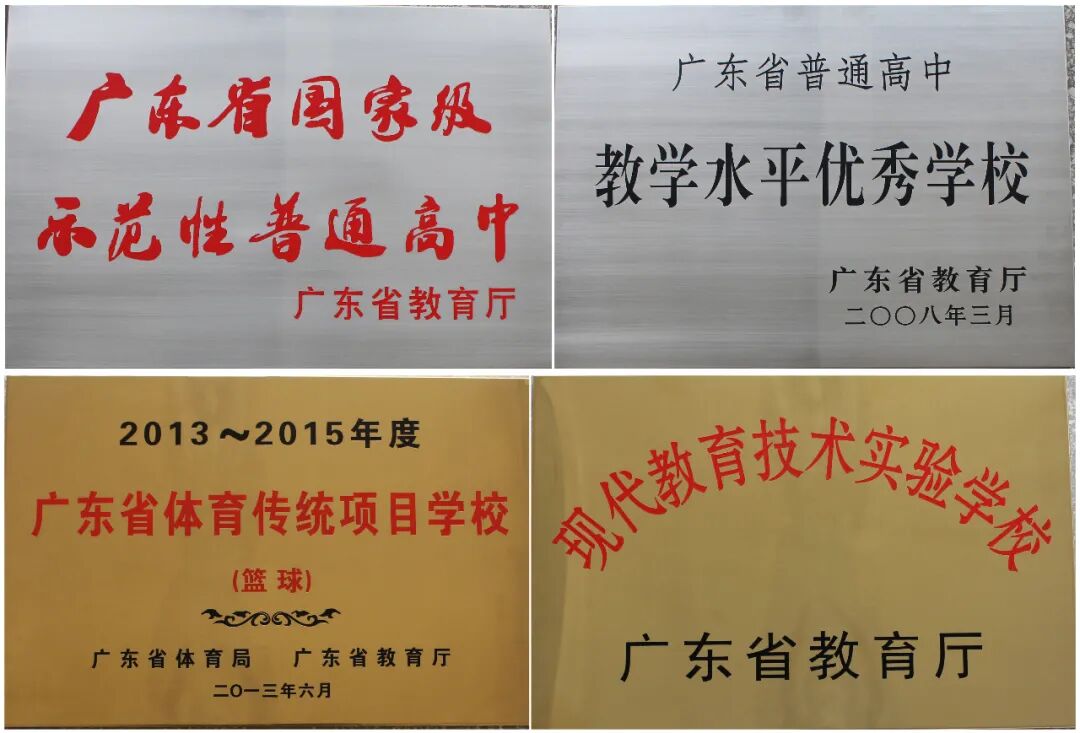 广东省国家级
示范性普通高中
广东省教育厅
广东省普通高中
教学水平优秀学校
广东省教育厅
二〇〇八年三月
2013~2015年度
广东省体育传统项目学校
(篮球)
广东省体育局 广东省教育厅
二〇一三年六月
现代教育技术实验学校
广东省教育厅